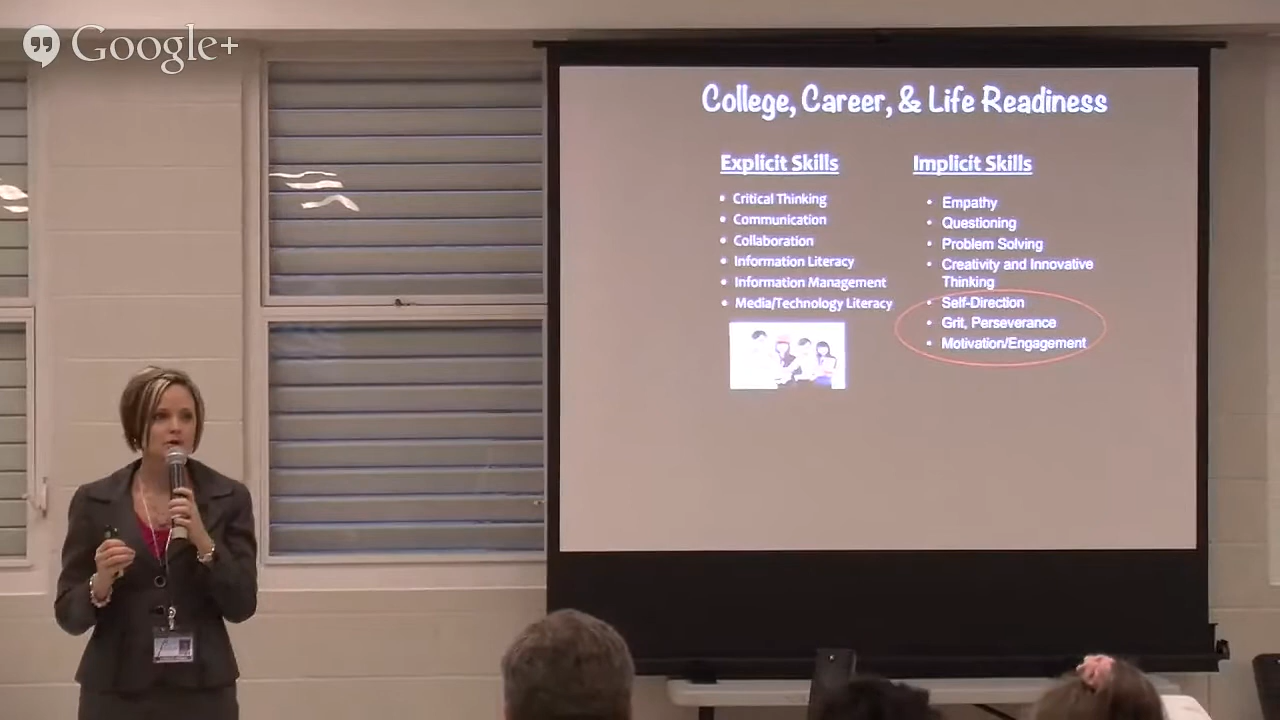 Google+
College, Career, & Life Readiness
Explicit Skills
• Critical Thinking
• Communication
• Collaboration
• Information Literacy
• Information Management
• Media/Technology Literacy
Implicit Skills
• Empathy
• Questioning
• Problem Solving
• Creativity and Innovative
Thinking
• Self-Direction
• Grit, Perseverance
• Motivation/Engagement